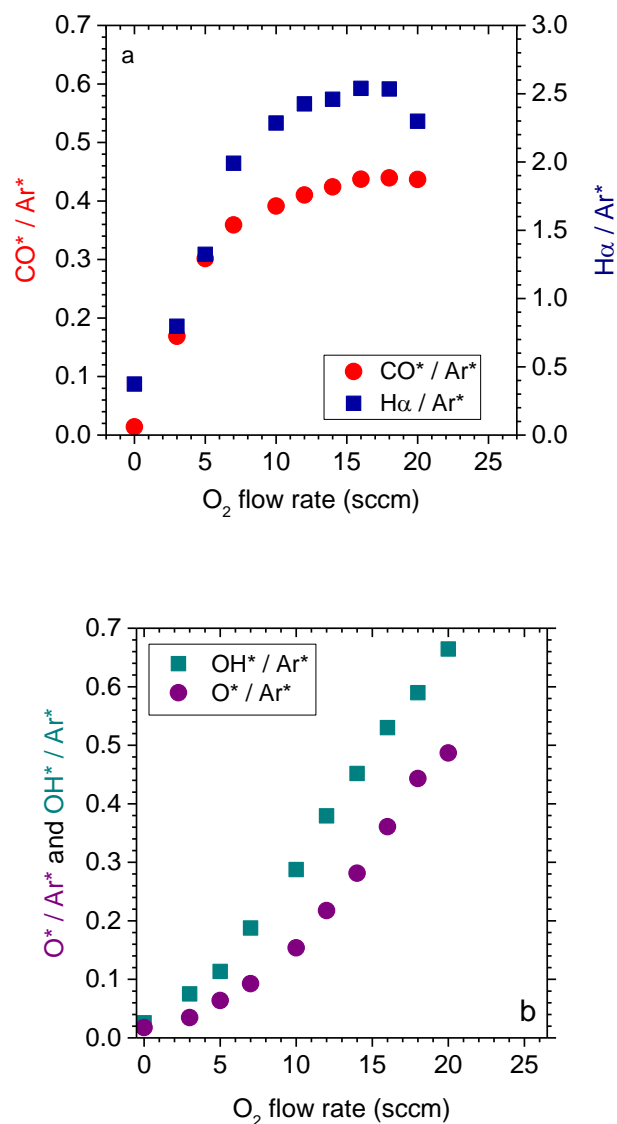 a
0.7
0.6
0.5
0.4
0.3
0.2
0.1
0.0
CO* / Ar*
3.0
2.5
2.0
1.5
1.0
0.5
0.0
Hα / Ar*
CO* / Ar*
Hα / Ar*
0 5 10 15 20 25
O₂ flow rate (sccm)
0.7
0.6
0.5
0.4
0.3
0.2
0.1
0.0
O* / Ar* and OH* / Ar*
OH* / Ar*
O* / Ar*
b
0 5 10 15 20 25
O₂ flow rate (sccm)